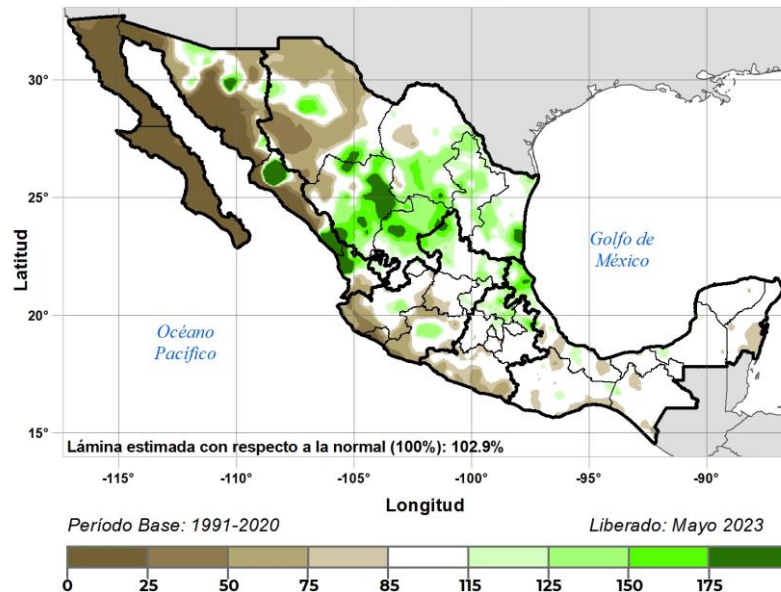 30°
25°
20°
15°
Latitud
Golfo de
México
Océano
Pacífico
Lámina estimada con respecto a la normal (100%): 102.9%
-115° -110° -105° -100° -95° -90°
Longitud
Período Base: 1991-2020 Liberado: Mayo 2023
0 25 50 75 85 115 125 150 175